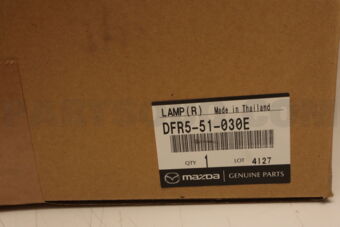 LAMP(R) Made in Thailand
DFR5-51-030E
QTY 1 LOT 4127
mazda GENUINE PARTS